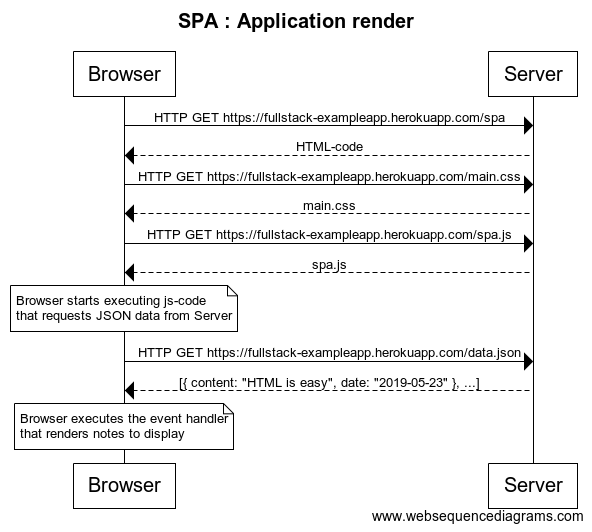 SPA : Application render
Browser
Server
HTTP GET https://fullstack-exampleapp.herokuapp.com/spa
HTML-code
HTTP GET https://fullstack-exampleapp.herokuapp.com/main.css
main.css
HTTP GET https://fullstack-exampleapp.herokuapp.com/spa.js
spa.js
Browser starts executing js-code
that requests JSON data from Server
HTTP GET https://fullstack-exampleapp.herokuapp.com/data.json
[{ content: "HTML is easy", date: "2019-05-23" }, ...]
Browser executes the event handler
that renders notes to display
Browser
Server
www.websequencediagrams.com